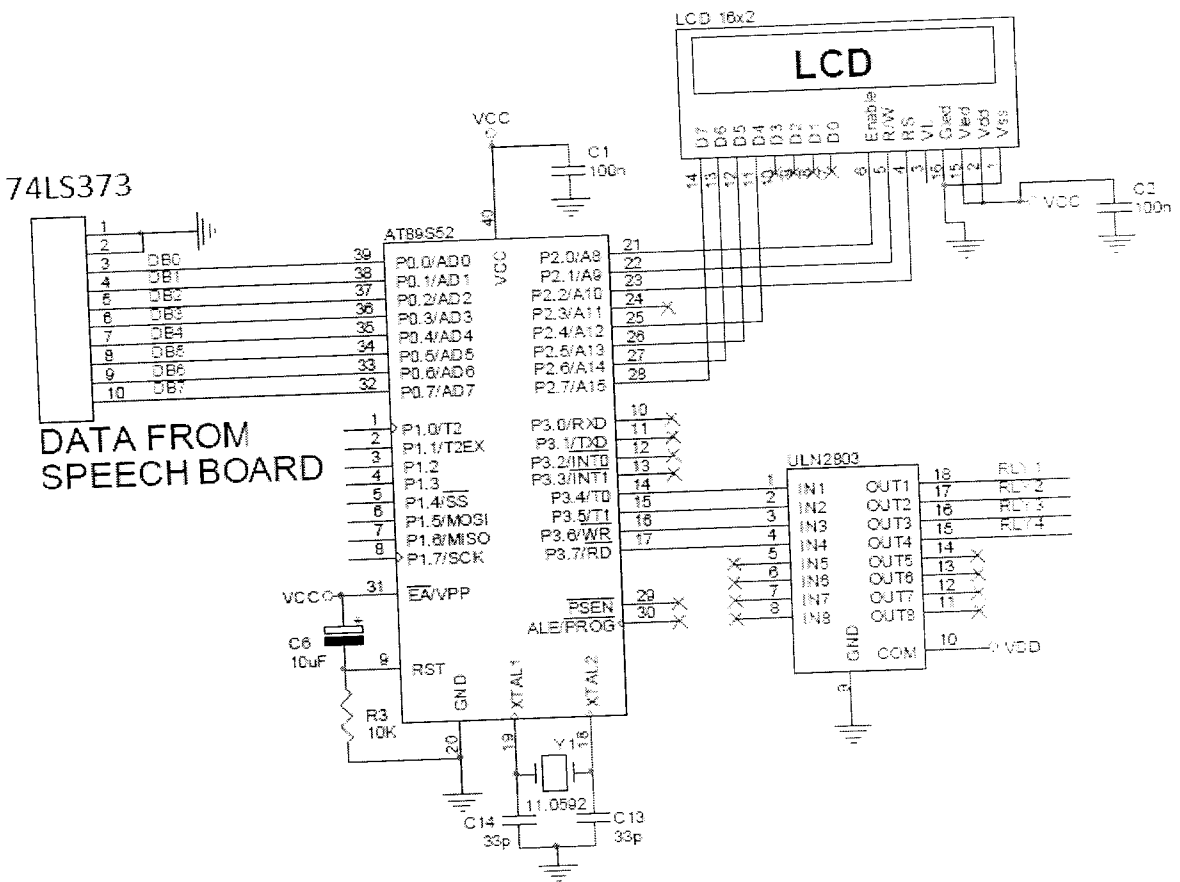 LCD 16x2
LCD
D7 D6 D5 D4 D3 D2 D1 D0 Enable R/W RS VL Gled Vled Vdd Vss
14 13 12 11 10 6 5 4 3 16 15 2 1
VCC
C1
100n
VCC
C2
100n
74LS373
1
2
3 DB0
4 DB1
5 DB2
6 DB3
7 DB4
8 DB5
9 DB6
10 DB7
DATA FROM
SPEECH BOARD
AT89S52
40
VCC
39 P0.0/AD0
38 P0.1/AD1
37 P0.2/AD2
36 P0.3/AD3
35 P0.4/AD4
34 P0.5/AD5
33 P0.6/AD6
32 P0.7/AD7
1 P1.0/T2
2 P1.1/T2EX
3 P1.2
4 P1.3
5 P1.4/SS
6 P1.5/MOSI
7 P1.6/MISO
8 P1.7/SCK
VCC 31 EA/VPP
C6
10uF
9 RST
R3
10K
GND
20
XTAL1
19
XTAL2
18
P2.0/A8 21
P2.1/A9 22
P2.2/A10 23
P2.3/A11 24
P2.4/A12 25
P2.5/A13 26
P2.6/A14 27
P2.7/A15 28
P3.0/RXD 10
P3.1/TXD 11
P3.2/INT0 12
P3.3/INT1 13
P3.4/T0 14
P3.5/T1 15
P3.6/WR 16
P3.7/RD 17
PSEN 29
ALE/PROG 30
Y1
11.0592
C14
33p
C13
33p
ULN2803
1 IN1 OUT1 18 RLY1
2 IN2 OUT2 17 RLY2
3 IN3 OUT3 16 RLY3
4 IN4 OUT4 15 RLY4
5 IN5 OUT5 14
6 IN6 OUT6 13
7 IN7 OUT7 12
8 IN8 OUT8 11
GND
9
COM 10 VDD